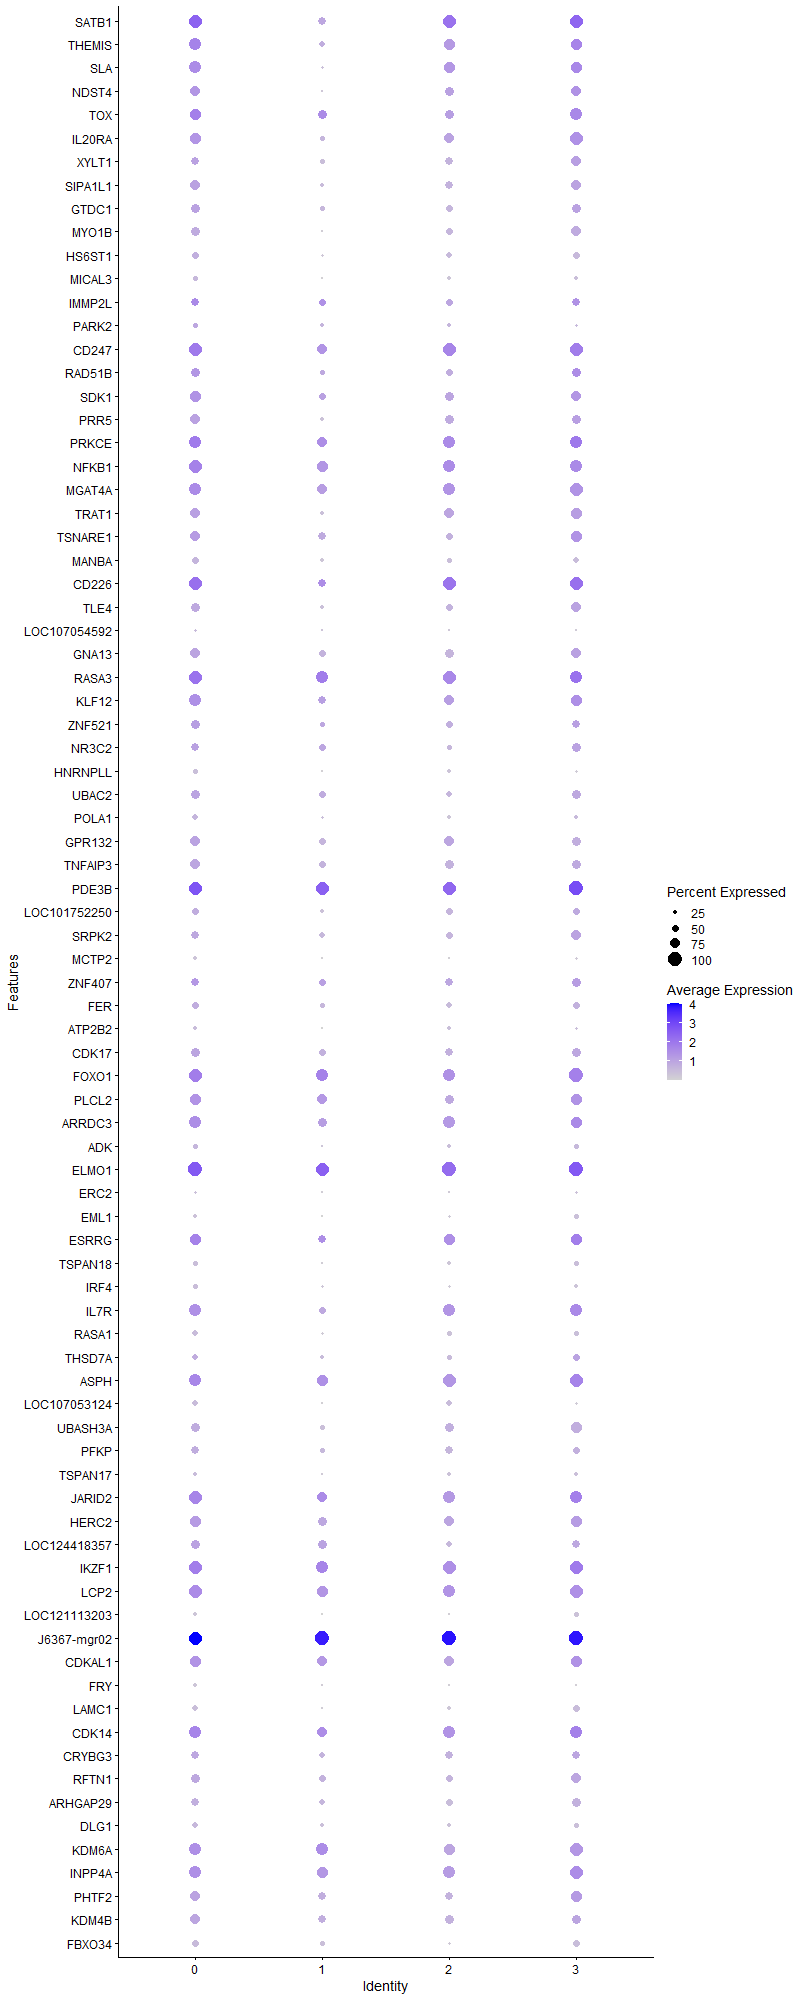 SATB1
THEMIS
SLA
NDST4
TOX
IL20RA
XYLT1
SIPA1L1
GTDC1
MYO1B
HS6ST1
MICAL3
IMMP2L
PARK2
CD247
RAD51B
SDK1
PRR5
PRKCE
NFKB1
MGAT4A
TRAT1
TSNARE1
MANBA
CD226
TLE4
LOC107054592
GNA13
RASA3
KLF12
ZNF521
NR3C2
HNRNPLL
UBAC2
POLA1
GPR132
TNFAIP3
PDE3B
LOC101752250
SRPK2
MCTP2
ZNF407
FER
ATP2B2
CDK17
FOXO1
PLCL2
ARRDC3
ADK
ELMO1
ERC2
EML1
ESRRG
TSPAN18
IRF4
IL7R
RASA1
THSD7A
ASPH
LOC107053124
UBASH3A
PFKP
TSPAN17
JARID2
HERC2
LOC124418357
IKZF1
LCP2
LOC121113203
J6367-mgr02
CDKAL1
FRY
LAMC1
CDK14
CRYBG3
RFTN1
ARHGAP29
DLG1
KDM6A
INPP4A
PHTF2
KDM4B
FBXO34
Features
0 1 2 3
Identity
Percent Expressed
25
50
75
100
Average Expression
4
3
2
1